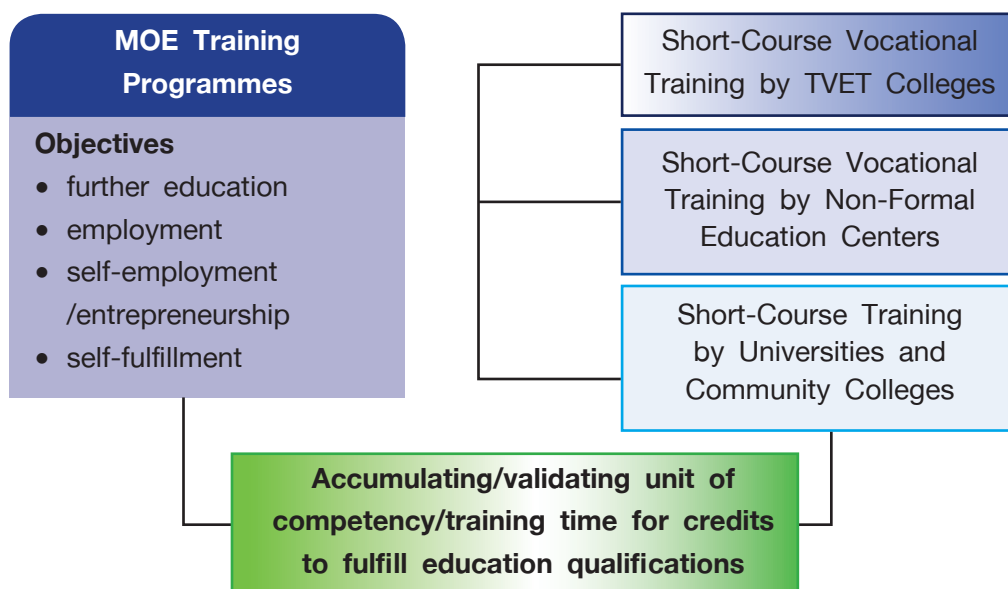 MOE Training
Programmes
Objectives
• further education
• employment
• self-employment
/entrepreneurship
• self-fulfillment
Short-Course Vocational
Training by TVET Colleges
Short-Course Vocational
Training by Non-Formal
Education Centers
Short-Course Training
by Universities and
Community Colleges
Accumulating/validating unit of
competency/training time for credits
to fulfill education qualifications